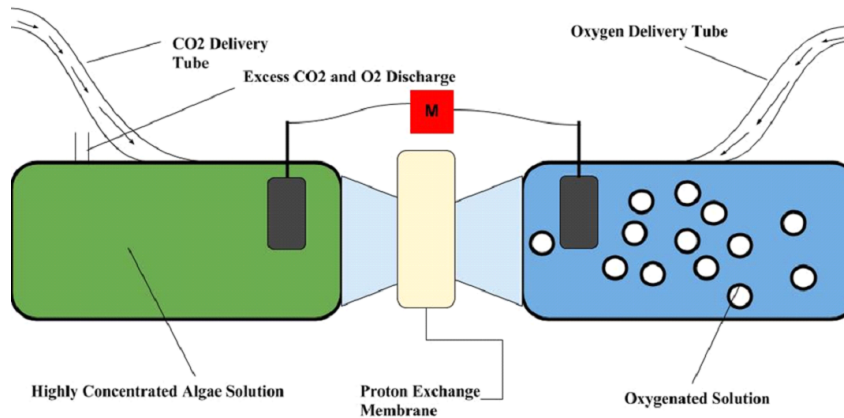 CO2 Delivery
Tube
Oxygen Delivery Tube
Excess CO2 and O2 Discharge
M
Highly Concentrated Algae Solution
Proton Exchange
Membrane
Oxygenated Solution